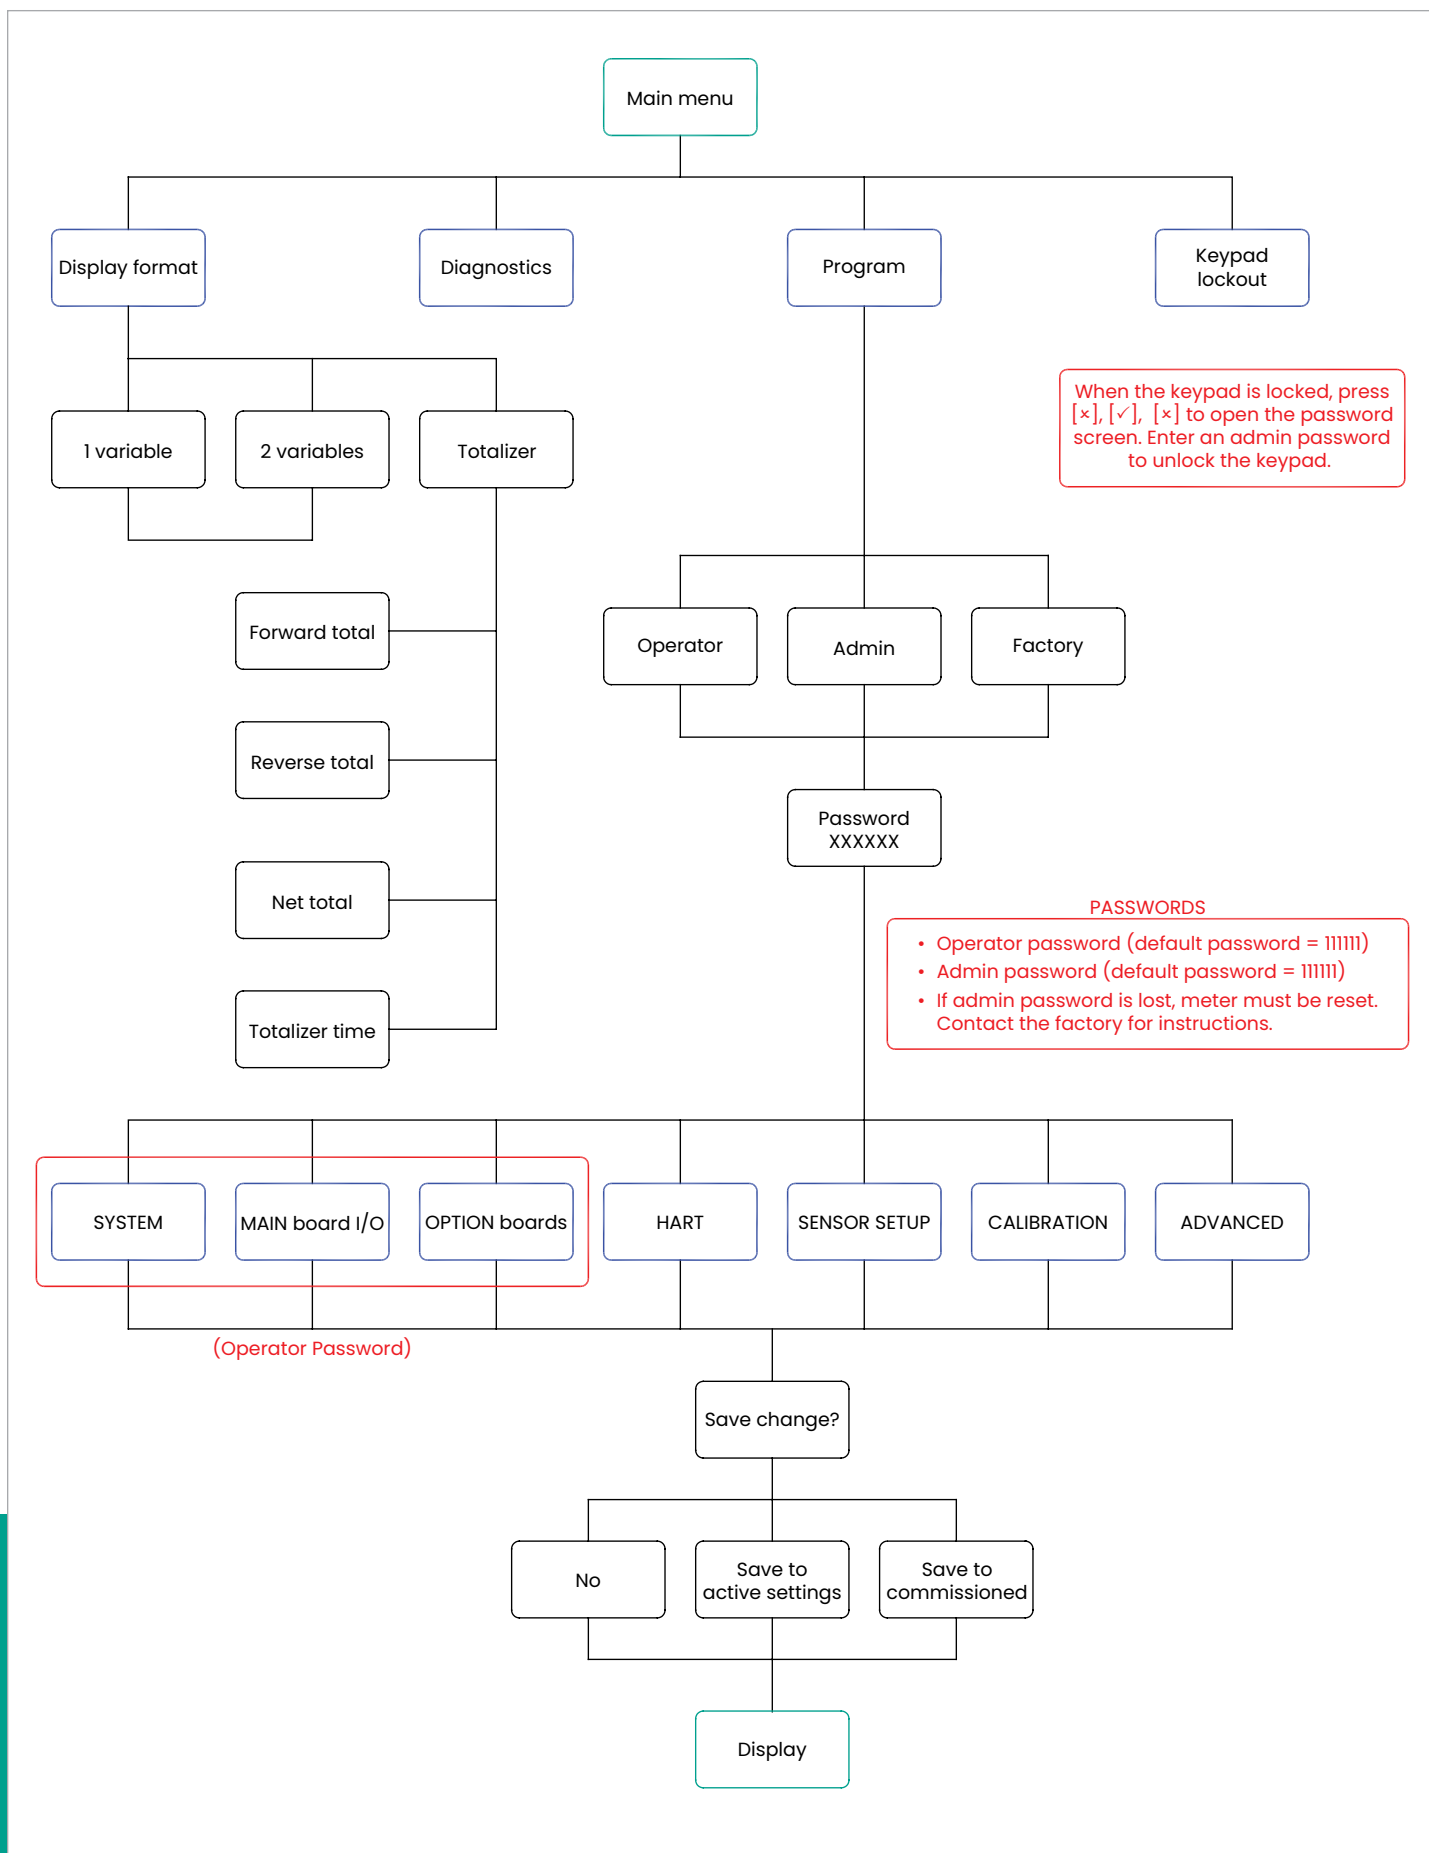 Main menu
Display format
Diagnostics
Program
Keypad
lockout
When the keypad is locked, press
[×], [✓], [×] to open the password
screen. Enter an admin password
to unlock the keypad.
1 variable
2 variables
Totalizer
Forward total
Reverse total
Net total
Totalizer time
Operator
Admin
Factory
Password
XXXXXX
PASSWORDS
• Operator password (default password = 111111)
• Admin password (default password = 111111)
• If admin password is lost, meter must be reset.
Contact the factory for instructions.
SYSTEM
MAIN board I/O
OPTION boards
HART
SENSOR SETUP
CALIBRATION
ADVANCED
(Operator Password)
Save change?
No
Save to
active settings
Save to
commissioned
Display